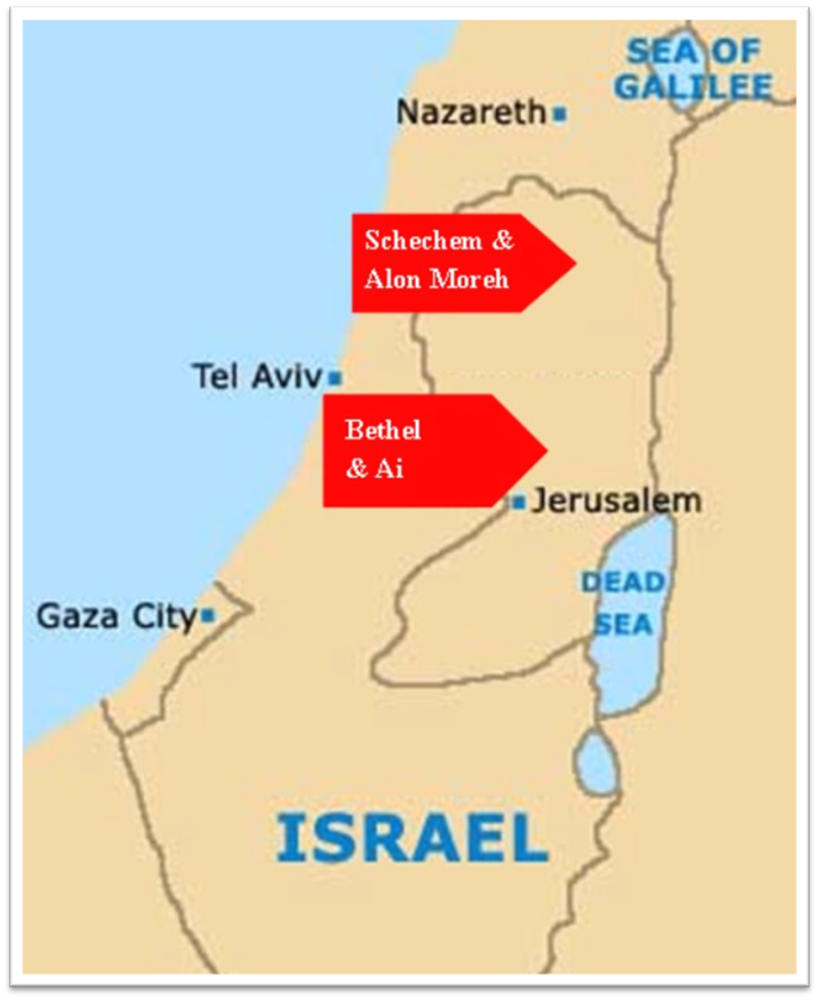 SEA OF
GALILEE
Nazareth
Schechem &
Alon Moreh
Tel Aviv
Bethel
& Ai
Jerusalem
DEAD
SEA
Gaza City
ISRAEL